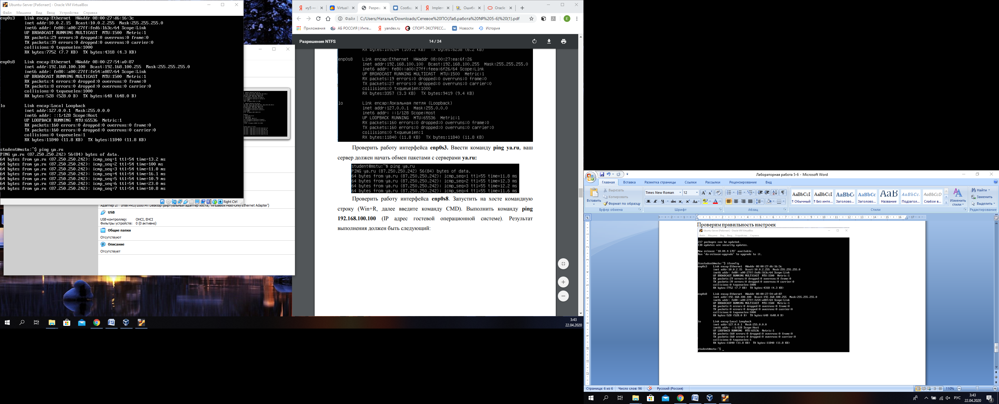 Ubuntu-Server [Работает] - Oracle VM VirtualBox
Файл Машина Вид Ввод Устройства Справка
enp0s3 Link encap:Ethernet HWaddr 08:00:27:d6:16:3c
inet addr:10.0.2.15 Bcast:10.0.2.255 Mask:255.255.255.0
inet6 addr: fe80::a00:27ff:fed6:163c/64 Scope:Link
UP BROADCAST RUNNING MULTICAST MTU:1500 Metric:1
RX packets:29 errors:0 dropped:0 overruns:0 frame:0
TX packets:39 errors:0 dropped:0 overruns:0 carrier:0
collisions:0 txqueuelen:1000
RX bytes:7752 (7.7 KB) TX bytes:4318 (4.3 KB)
enp0s8 Link encap:Ethernet HWaddr 08:00:27:54:a0:87
inet addr:192.168.100.100 Bcast:192.168.100.255 Mask:255.255.255.0
inet6 addr: fe80::a00:27ff:fe54:a087/64 Scope:Link
UP BROADCAST RUNNING MULTICAST MTU:1500 Metric:1
RX packets:4 errors:0 dropped:0 overruns:0 frame:0
TX packets:8 errors:0 dropped:0 overruns:0 carrier:0
collisions:0 txqueuelen:1000
RX bytes:528 (528.0 B) TX bytes:648 (648.0 B)
lo Link encap:Local Loopback
inet addr:127.0.0.1 Mask:255.0.0.0
inet6 addr: ::1/128 Scope:Host
UP LOOPBACK RUNNING MTU:65536 Metric:1
RX packets:160 errors:0 dropped:0 overruns:0 frame:0
TX packets:160 errors:0 dropped:0 overruns:0 carrier:0
collisions:0 txqueuelen:1
RX bytes:11840 (11.8 KB) TX bytes:11840 (11.8 KB)
student@mstu:~$ ping ya.ru
PING ya.ru (87.250.250.242) 56(84) bytes of data.
64 bytes from ya.ru (87.250.250.242): icmp_seq=1 ttl=54 time=13.2 ms
64 bytes from ya.ru (87.250.250.242): icmp_seq=2 ttl=54 time=100 ms
64 bytes from ya.ru (87.250.250.242): icmp_seq=3 ttl=54 time=11.0 ms
64 bytes from ya.ru (87.250.250.242): icmp_seq=4 ttl=54 time=16.1 ms
64 bytes from ya.ru (87.250.250.242): icmp_seq=5 ttl=54 time=10.9 ms
64 bytes from ya.ru (87.250.250.242): icmp_seq=6 ttl=54 time=23.0 ms
64 bytes from ya.ru (87.250.250.242): icmp_seq=7 ttl=54 time=10.8 ms
Right Ctrl
Адаптер 2: Intel PRO/1000 MT Desktop (Виртуальный адаптер хоста, 'VirtualBox Host-Only Ethernet Adapter')
USB
USB-контроллер: OHCI, EHCI
Фильтры устройств: 0 (0 активно)
Общие папки
Отсутствуют
Описание
Отсутствует
иу5 — Virtual Разреш Сообщ Implem Ошибк Oracle
Файл C:/Users/Наталья/Downloads/Сетевое%20ПО(Лаб.работа%20№%205-6)%20(1).pdf E
Приложения АБ РОССИЯ | Инте... yandex.ru СПОРТ-ЭКСПРЕСС... Новости История
Разрешения NTFS 14 / 24
RX bytes:109284 (109.2 KB) TX bytes:6238 (6.2 KB)
enp0s8 Link encap:Ethernet HWaddr 08:00:27:ea:6f:26
inet addr:192.168.100.100 Bcast:192.168.100.255 Mask:255.255.255.0
inet6 addr: fe80::a00:27ff:feea:6f26/64 Scope:Link
UP BROADCAST RUNNING MULTICAST MTU:1500 Metric:1
RX packets:19 errors:0 dropped:0 overruns:0 frame:0
TX packets:27 errors:0 dropped:0 overruns:0 carrier:0
collisions:0 txqueuelen:1000
RX bytes:3357 (3.3 KB) TX bytes:9419 (9.4 KB)
lo Link encap:Локальная петля (Loopback)
inet addr:127.0.0.1 Mask:255.0.0.0
inet6 addr: ::1/128 Scope:Host
UP LOOPBACK RUNNING MTU:65536 Metric:1
RX packets:160 errors:0 dropped:0 overruns:0 frame:0
TX packets:160 errors:0 dropped:0 overruns:0 carrier:0
collisions:0 txqueuelen:1
RX bytes:11840 (11.8 KB) TX bytes:11840 (11.8 KB)
Проверить работу интерфейса enp0s3. Ввести команду ping ya.ru, ваш
сервер должен начать обмен пакетами с серверами ya.ru:
student@mstu:~$ ping ya.ru
PING ya.ru (87.250.250.242) 56(84) bytes of data.
64 bytes from ya.ru (87.250.250.242): icmp_seq=1 ttl=55 time=11.8 ms
64 bytes from ya.ru (87.250.250.242): icmp_seq=2 ttl=55 time=12.3 ms
64 bytes from ya.ru (87.250.250.242): icmp_seq=3 ttl=55 time=12.2 ms
64 bytes from ya.ru (87.250.250.242): icmp_seq=4 ttl=55 time=11.6 ms
Проверить работу интерфейса enp0s8. Запустить на хосте командную
строку (Win+R, далее введите команду CMD). Выполнить команду ping
192.168.100.100 (IP адрес гостевой операционной системе). Результат
выполнения должен быть следующий:
3:43
22.04.2020
Лабораторная работа 5-6 - Microsoft Word
Главная Вставка Разметка страницы Ссылки Рассылки Рецензирование Вид
Вставить Вырезать Копировать Формат по образцу
Буфер обмена
Times New Roman 12
Ж К Ч abc x₂ x² Aa
Шрифт
Абзац
АаВbСсI АаВbСсI АаВbС АаВbСс АаВ АаВbСс. АаВbСсD
¶ Обычный ¶ Без инте... Заголово... Заголово... Название Подзагол... Слабое в...
Изменить стили
Стили
Найти
Заменить
Выделить
Редактирование
Проверим правильность настроек
Ubuntu-Server [Работает] - Oracle VM VirtualBox
Файл Машина Вид Ввод Устройства Справка
217 packages can be updated.
138 updates are security updates.
New release '18.04.4 LTS' available.
Run 'do-release-upgrade' to upgrade to it.
fcostudent@mstu:~$ ifconfig
enp0s3 Link encap:Ethernet HWaddr 08:00:27:d6:16:3c
inet addr:10.0.2.15 Bcast:10.0.2.255 Mask:255.255.255.0
inet6 addr: fe80::a00:27ff:fed6:163c/64 Scope:Link
UP BROADCAST RUNNING MULTICAST MTU:1500 Metric:1
RX packets:29 errors:0 dropped:0 overruns:0 frame:0
TX packets:39 errors:0 dropped:0 overruns:0 carrier:0
collisions:0 txqueuelen:1000
RX bytes:7752 (7.7 KB) TX bytes:4318 (4.3 KB)
enp0s8 Link encap:Ethernet HWaddr 08:00:27:54:a0:87
inet addr:192.168.100.100 Bcast:192.168.100.255 Mask:255.255.255.0
inet6 addr: fe80::a00:27ff:fe54:a087/64 Scope:Link
UP BROADCAST RUNNING MULTICAST MTU:1500 Metric:1
RX packets:4 errors:0 dropped:0 overruns:0 frame:0
TX packets:8 errors:0 dropped:0 overruns:0 carrier:0
collisions:0 txqueuelen:1000
RX bytes:528 (528.0 B) TX bytes:648 (648.0 B)
lo Link encap:Local Loopback
inet addr:127.0.0.1 Mask:255.0.0.0
inet6 addr: ::1/128 Scope:Host
UP LOOPBACK RUNNING MTU:65536 Metric:1
RX packets:160 errors:0 dropped:0 overruns:0 frame:0
TX packets:160 errors:0 dropped:0 overruns:0 carrier:0
collisions:0 txqueuelen:1
RX bytes:11840 (11.8 KB) TX bytes:11840 (11.8 KB)
student@mstu:~$ _
Страница: 6 из 6 Число слов: 96 Русский (Россия) 110%
РУС 3:43
22.04.2020 2